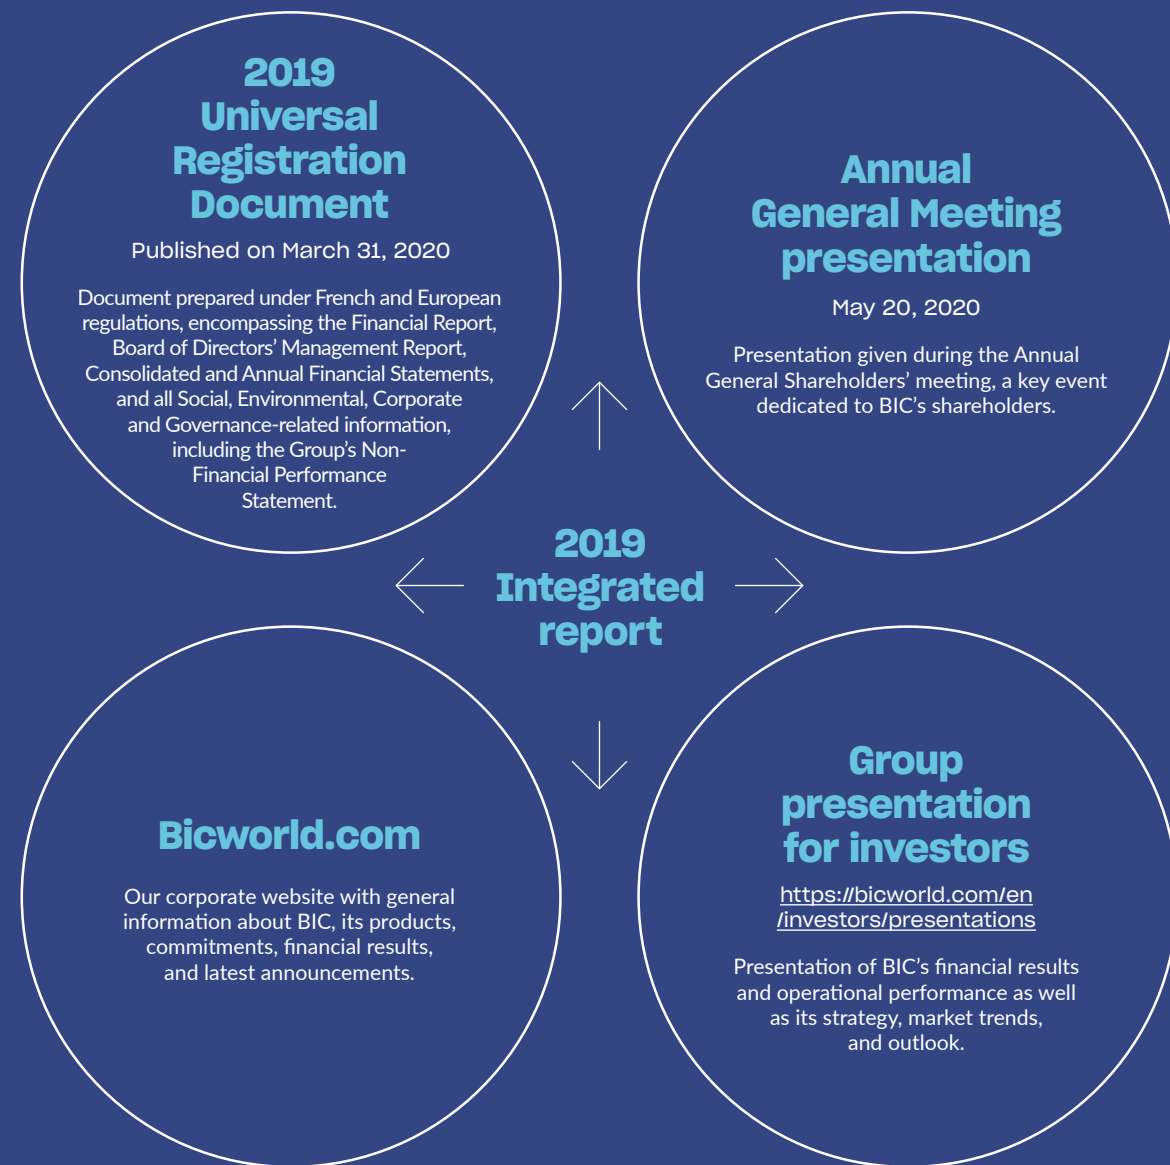 2019
Universal
Registration
Document
Published on March 31, 2020
Document prepared under French and European
regulations, encompassing the Financial Report,
Board of Directors’ Management Report,
Consolidated and Annual Financial Statements,
and all Social, Environmental, Corporate
and Governance-related information,
including the Group’s Non-
Financial Performance
Statement.
Annual
General Meeting
presentation
May 20, 2020
Presentation given during the Annual
General Shareholders’ meeting, a key event
dedicated to BIC’s shareholders.
2019
Integrated
report
Bicworld.com
Our corporate website with general
information about BIC, its products,
commitments, financial results,
and latest announcements.
Group
presentation
for investors
https://bicworld.com/en
/investors/presentations
Presentation of BIC’s financial results
and operational performance as well
as its strategy, market trends,
and outlook.